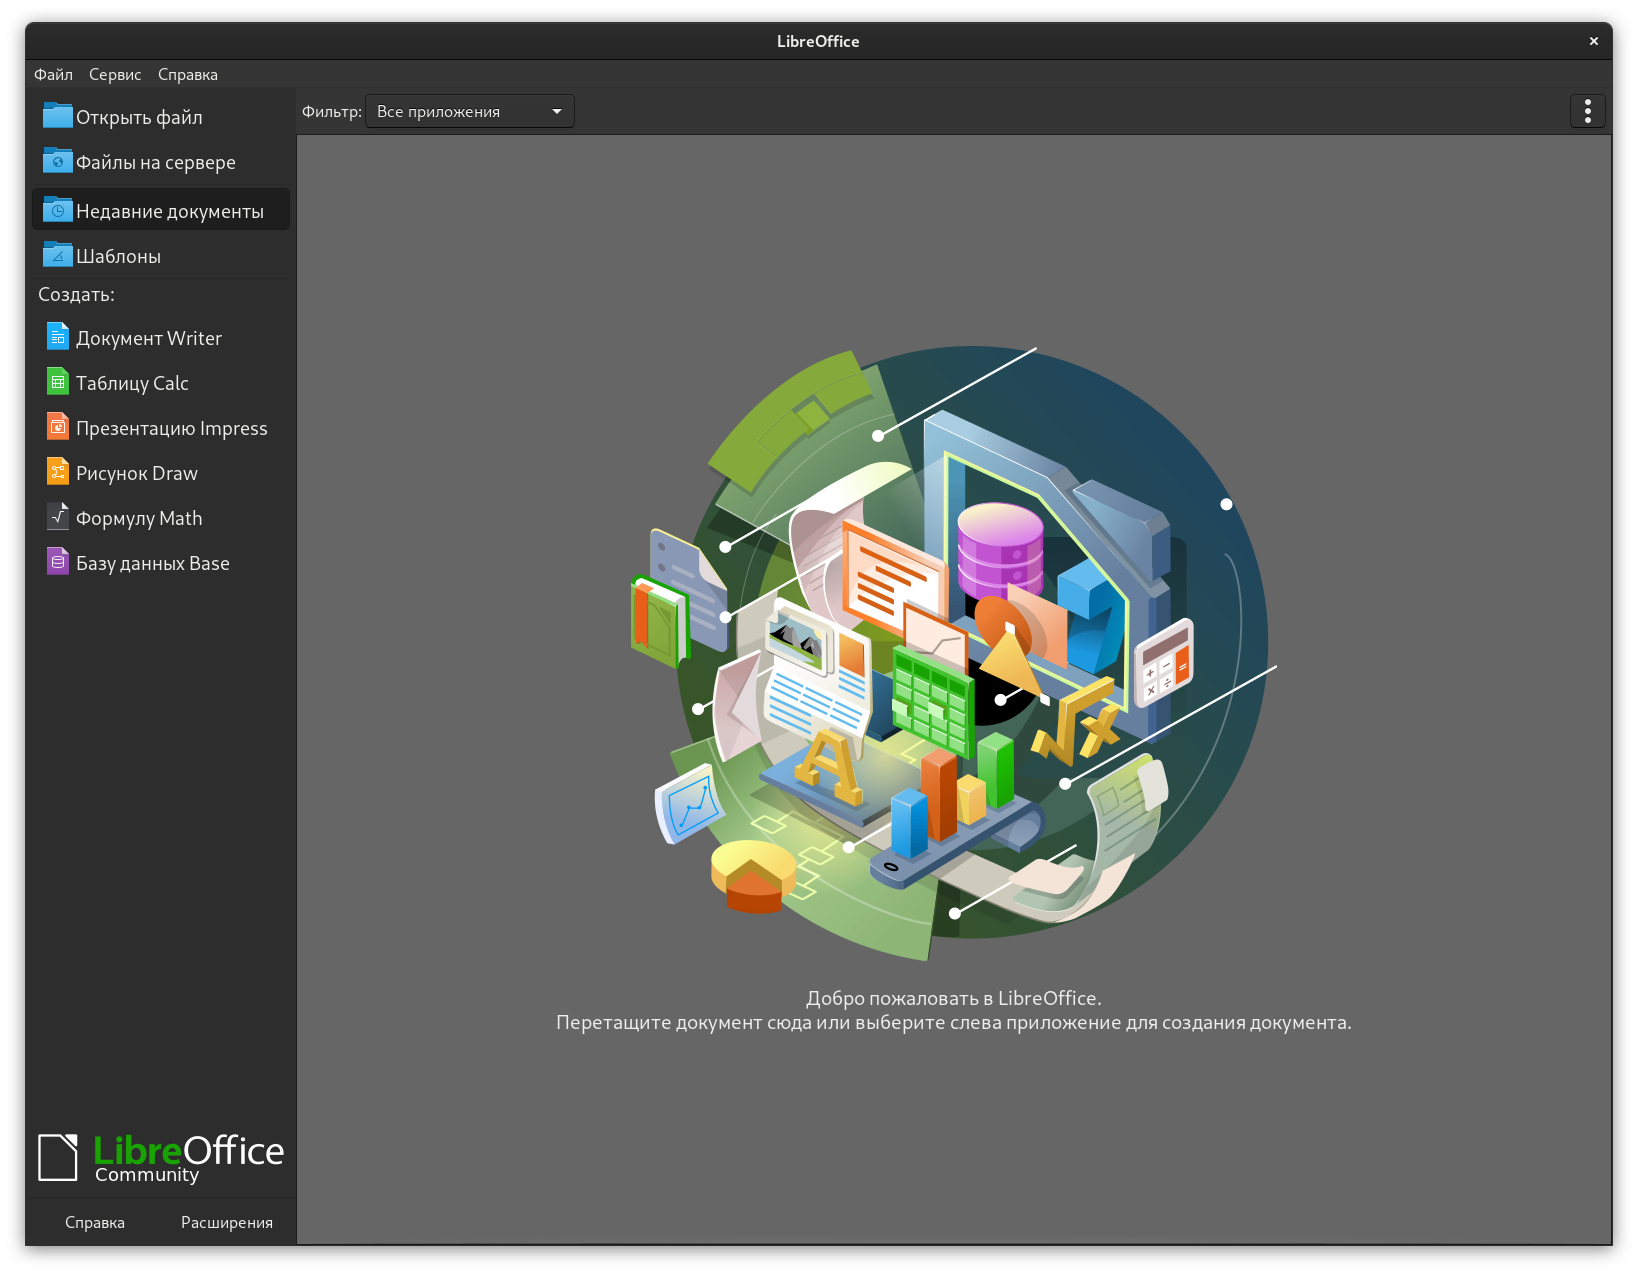 LibreOffice
Файл Сервис Справка
Открыть файл
Файлы на сервере
Недавние документы
Шаблоны
Создать:
Документ Writer
Таблицу Calc
Презентацию Impress
Рисунок Draw
Формулу Math
Базу данных Base
Фильтр: Все приложения
A
Добро пожаловать в LibreOffice.
Перетащите документ сюда или выберите слева приложение для создания документа.
LibreOffice
Community
Справка Расширения